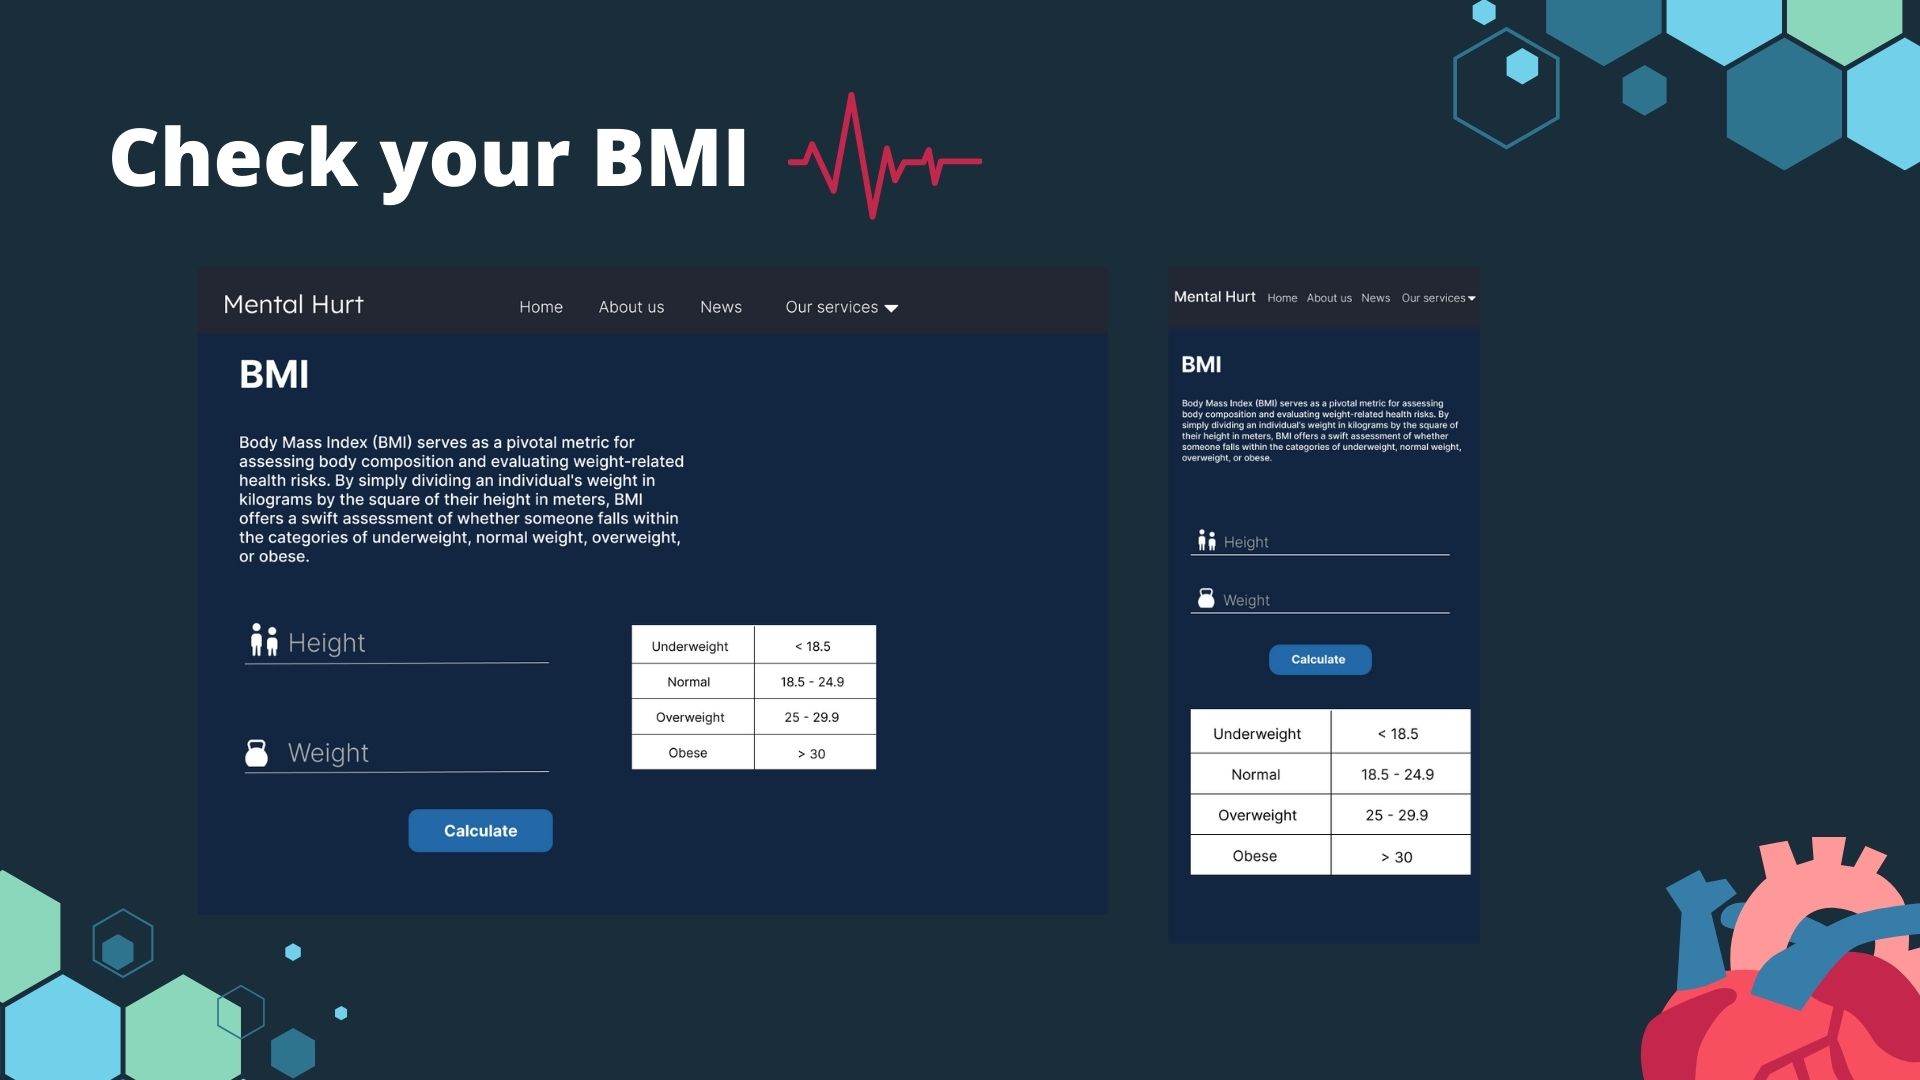 Check your BMI
Mental Hurt
Home
About us
News
Our services
BMI
Body Mass Index (BMI) serves as a pivotal metric for
assessing body composition and evaluating weight-related
health risks. By simply dividing an individual's weight in
kilograms by the square of their height in meters, BMI
offers a swift assessment of whether someone falls within
the categories of underweight, normal weight, overweight,
or obese.
Height
Weight
Calculate
Underweight < 18.5
Normal 18.5 - 24.9
Overweight 25 - 29.9
Obese > 30
Mental Hurt
Home
About us
News
Our services
BMI
Body Mass Index (BMI) serves as a pivotal metric for assessing
body composition and evaluating weight-related health risks. By
simply dividing an individual's weight in kilograms by the square of
their height in meters, BMI offers a swift assessment of whether
someone falls within the categories of underweight, normal weight,
overweight, or obese.
Height
Weight
Calculate
Underweight < 18.5
Normal 18.5 - 24.9
Overweight 25 - 29.9
Obese > 30